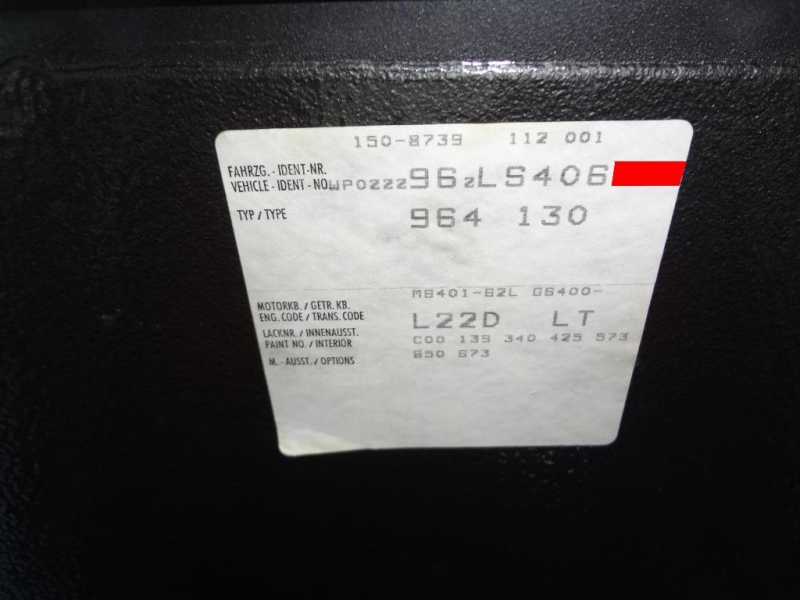 150-8739 112 001
FAHRZG. - IDENT-NR.
VEHICLE - IDENT - NO. WP0ZZZ96ZLS406
TYP / TYPE 964 130
M6401-62L G6400-
MOTORKB. / GETR. KB.
ENG. CODE / TRANS. CODE L22D LT
LACKNR. / INNENAUSST.
PAINT NO. / INTERIOR C00 139 340 425 573
M. - AUSST. / OPTIONS 650 673